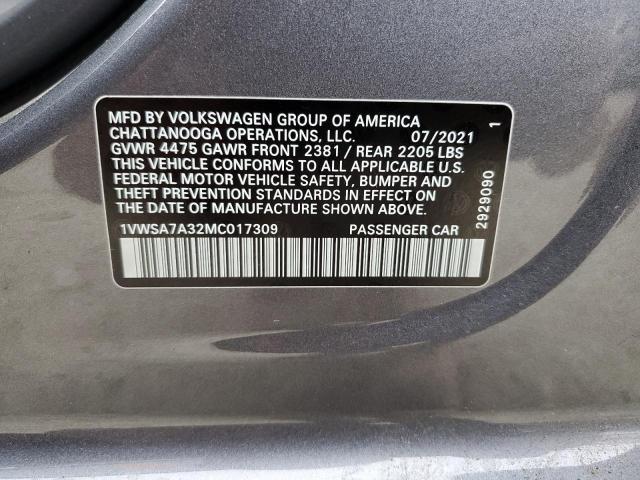 MFD BY VOLKSWAGEN GROUP OF AMERICA
CHATTANOOGA OPERATIONS, LLC. 07/2021
GVWR 4475 GAWR FRONT 2381 / REAR 2205 LBS
THIS VEHICLE CONFORMS TO ALL APPLICABLE U.S.
FEDERAL MOTOR VEHICLE SAFETY, BUMPER AND
THEFT PREVENTION STANDARDS IN EFFECT ON
THE DATE OF MANUFACTURE SHOWN ABOVE.
1VWSA7A32MC017309 PASSENGER CAR
2929090 1